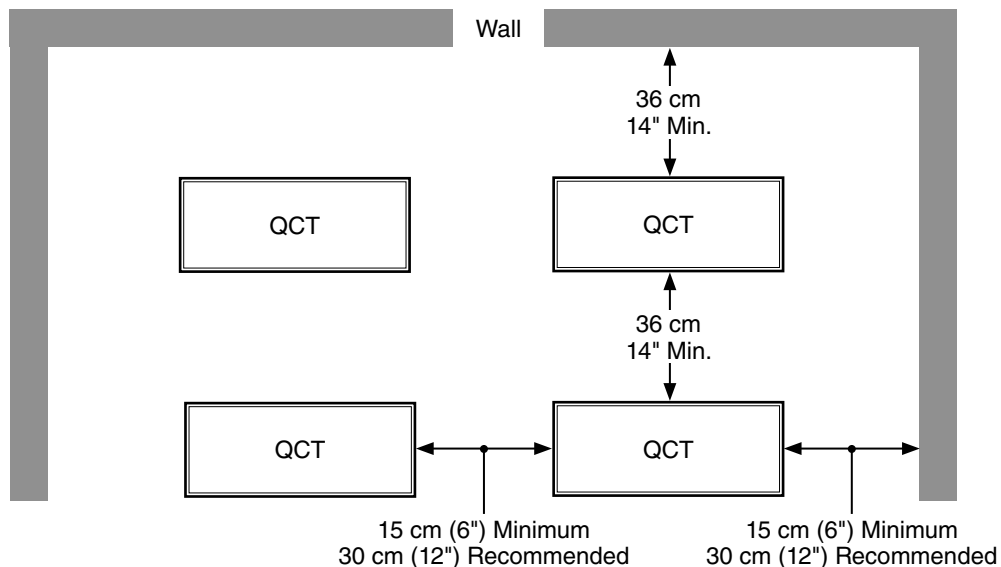 Wall
36 cm
14" Min.
QCT
QCT
36 cm
14" Min.
QCT
QCT
15 cm (6") Minimum
30 cm (12") Recommended
15 cm (6") Minimum
30 cm (12") Recommended